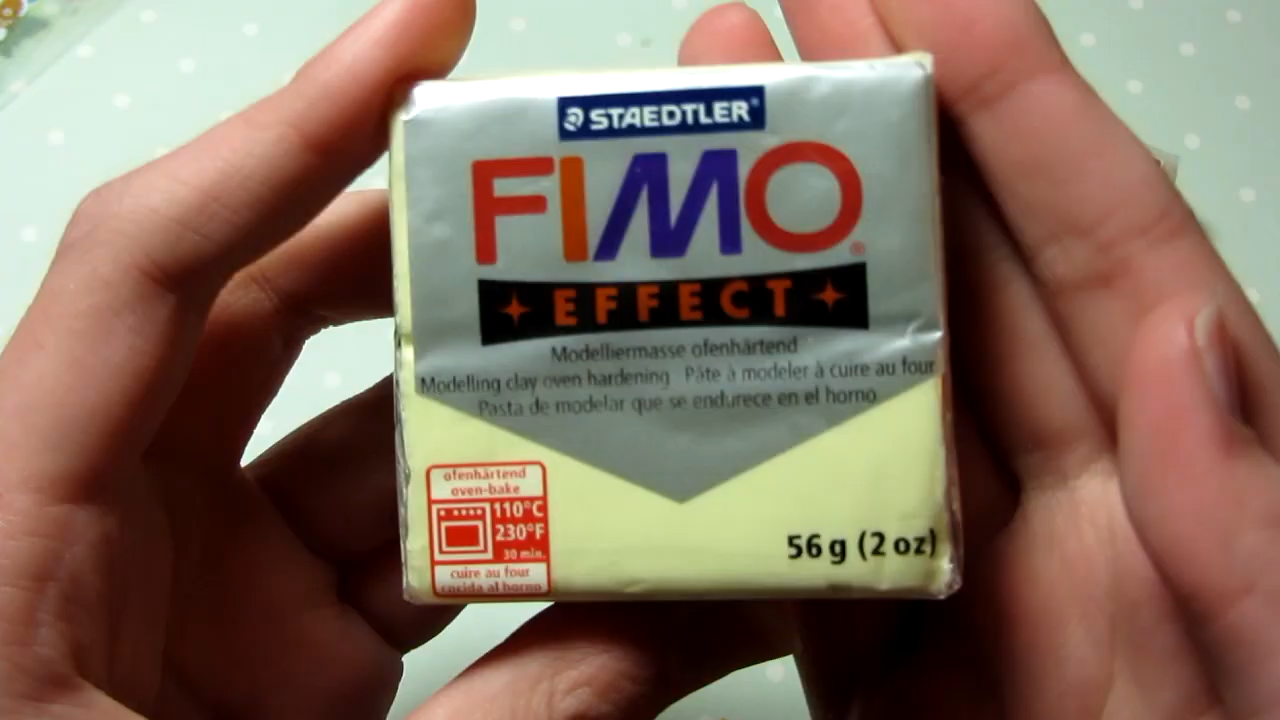 STAEDTLER®
FIMO®
EFFECT
Modelliermasse ofenhärtend
Modelling clay oven hardening Pâte à modeler à cuire au four
Pasta de modelar que se endurece en el horno
ofenhärtend
oven-bake
110°C
230°F
30 min.
cuire au four
cocida al horno
56 g (2 oz)